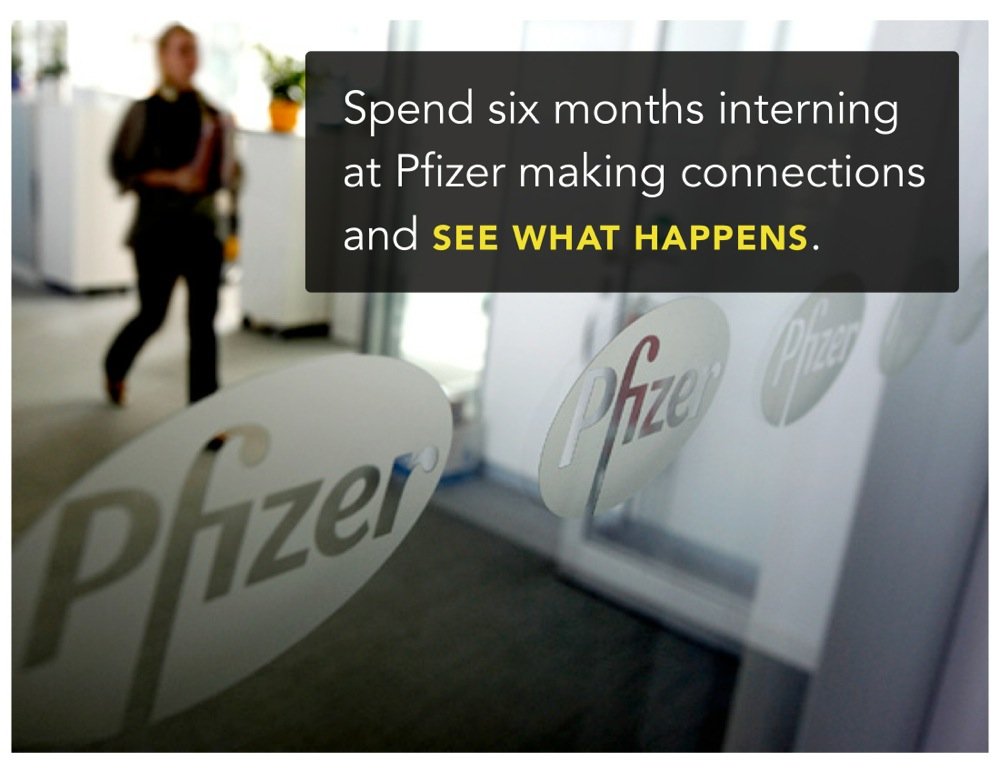 Spend six months interning
at Pfizer making connections
and SEE WHAT HAPPENS.
Pfizer
Pfizer
Pfizer